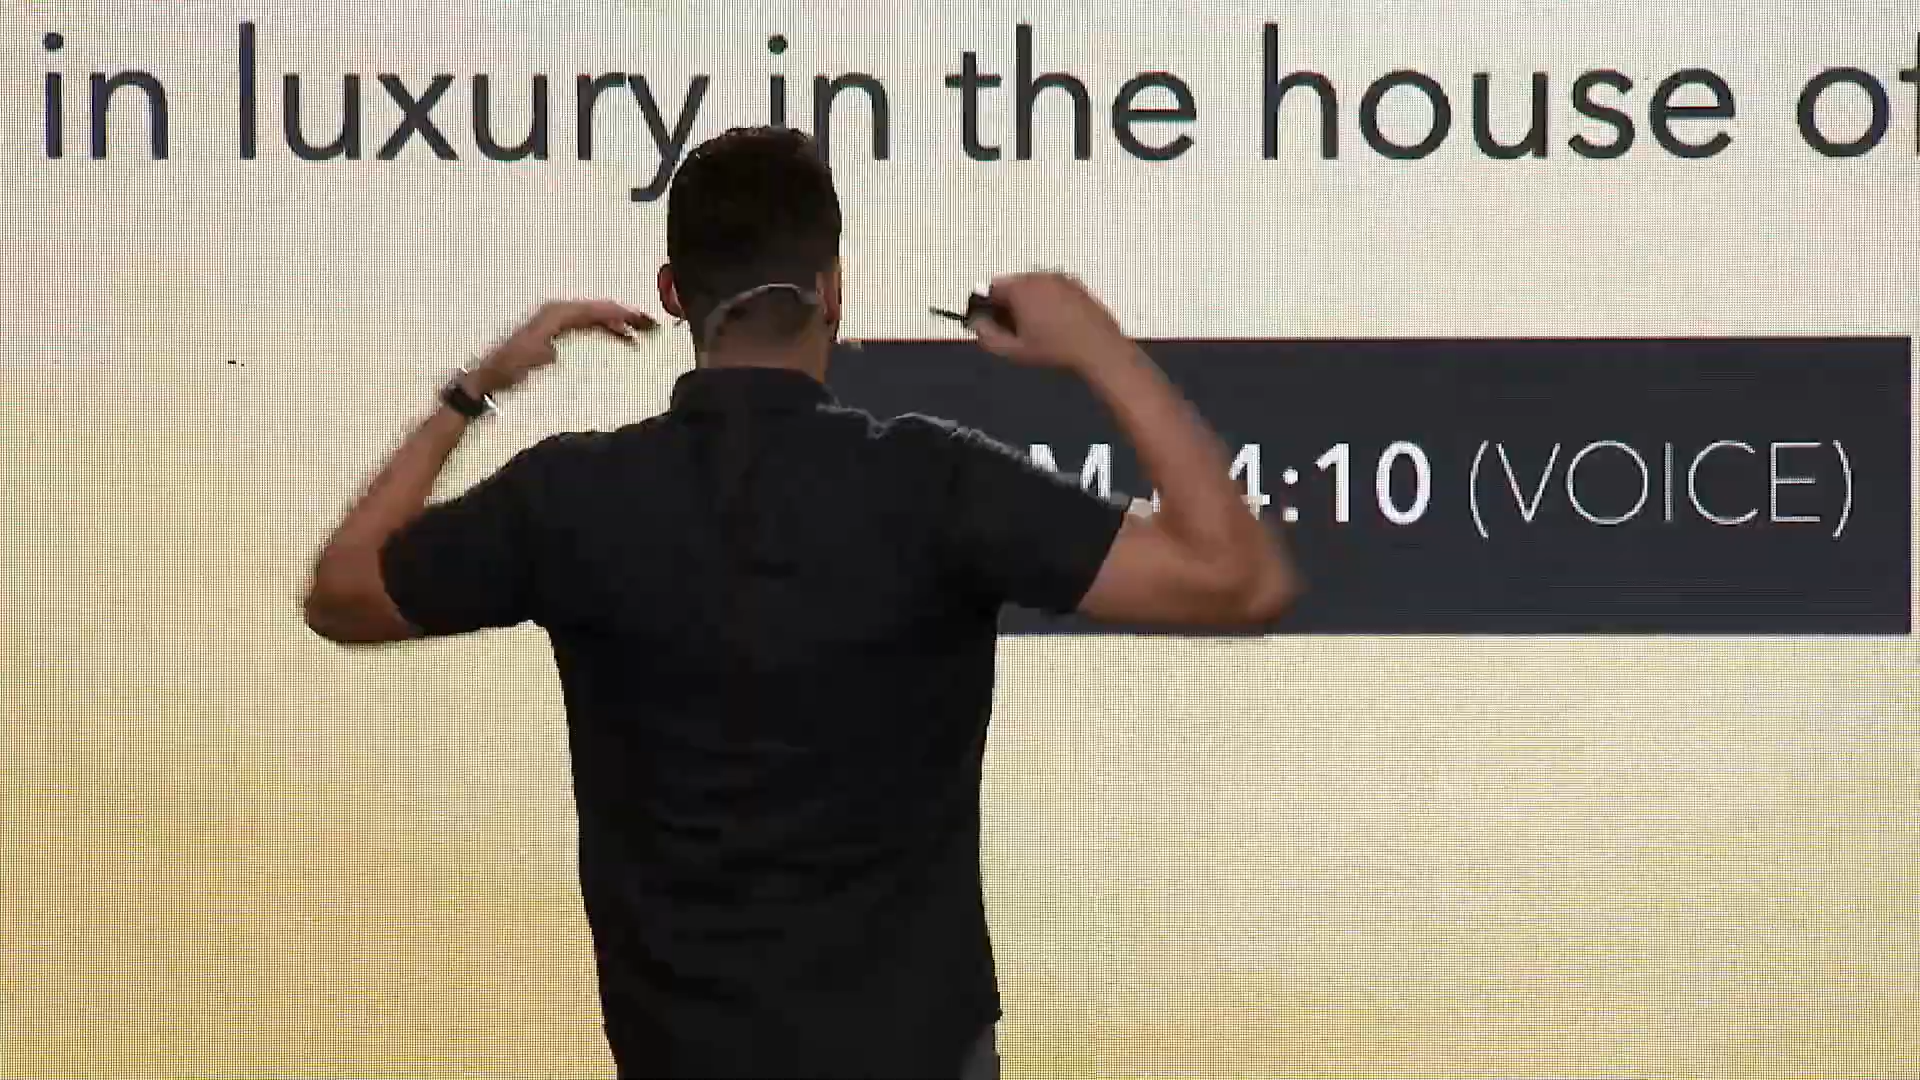 in luxury in the house of
4:10 (VOICE)